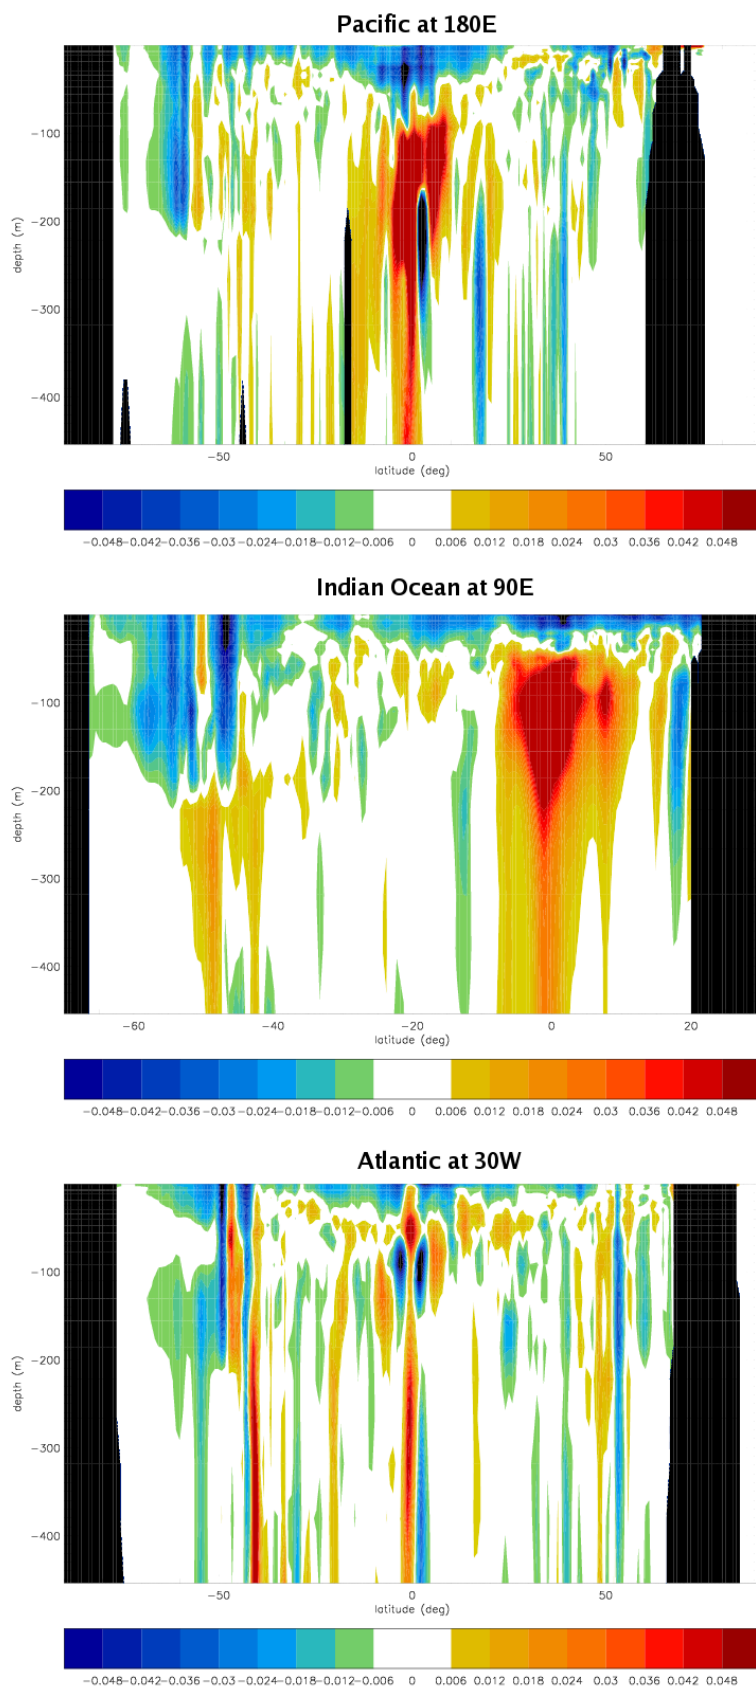 Pacific at 180E
-100
-200
-300
-400
depth (m)
-50 0 50
latitude (deg)
-0.048 -0.042 -0.036 -0.03 -0.024 -0.018 -0.012 -0.006 0 0.006 0.012 0.018 0.024 0.03 0.036 0.042 0.048
Indian Ocean at 90E
-100
-200
-300
-400
depth (m)
-60 -40 -20 0 20
latitude (deg)
-0.048 -0.042 -0.036 -0.03 -0.024 -0.018 -0.012 -0.006 0 0.006 0.012 0.018 0.024 0.03 0.036 0.042 0.048
Atlantic at 30W
-100
-200
-300
-400
depth (m)
-50 0 50
latitude (deg)
-0.048 -0.042 -0.036 -0.03 -0.024 -0.018 -0.012 -0.006 0 0.006 0.012 0.018 0.024 0.03 0.036 0.042 0.048